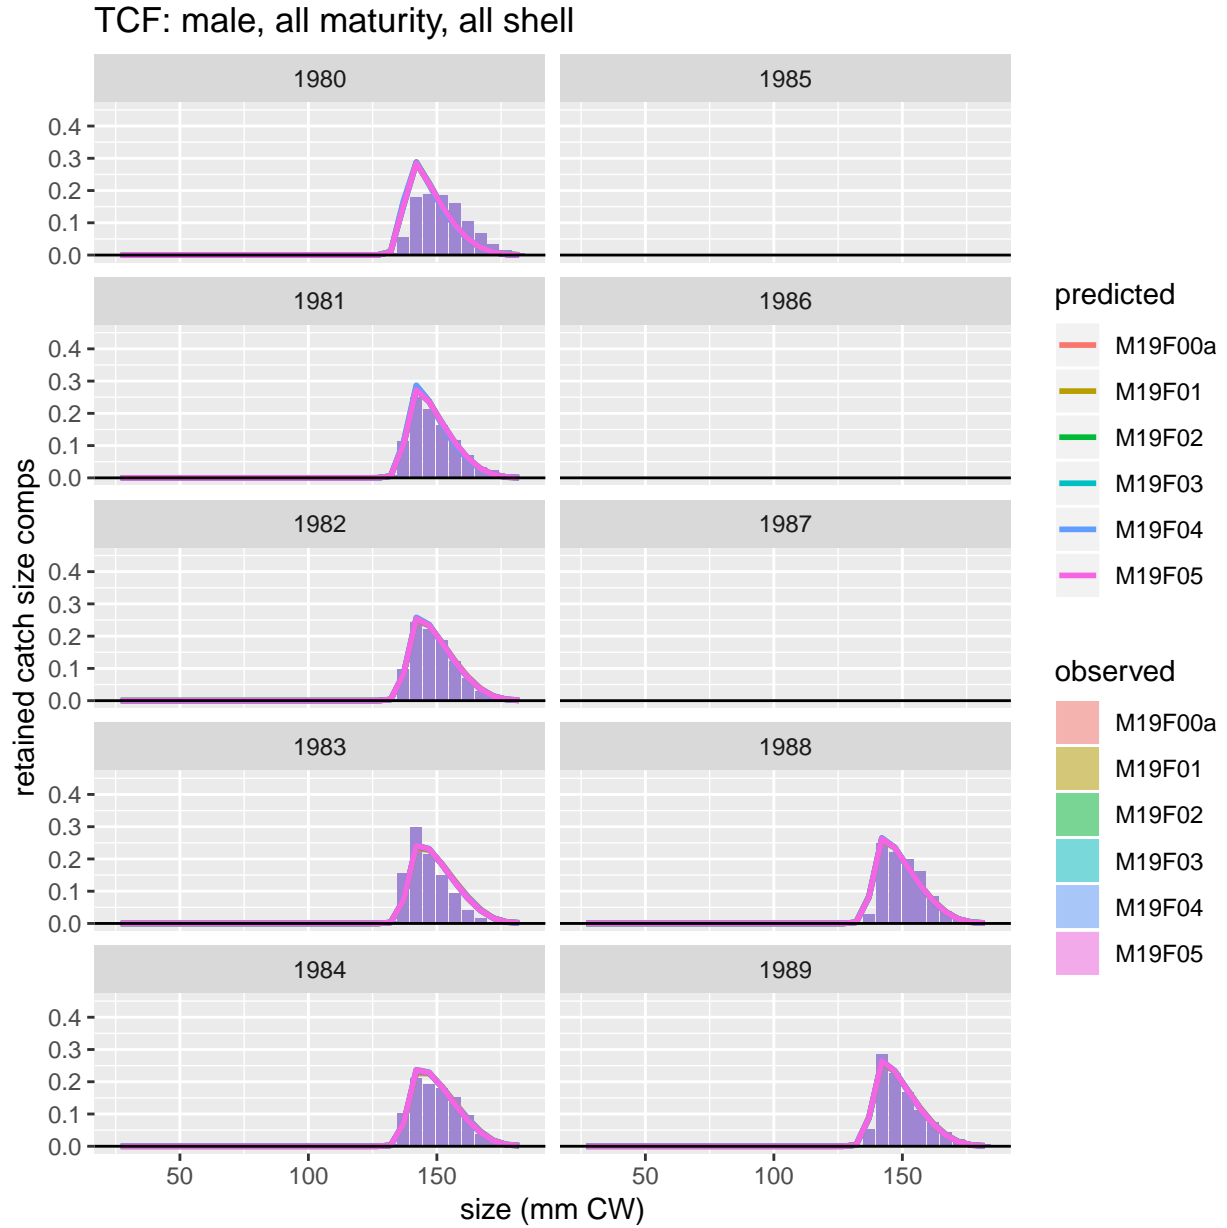 TCF: male, all maturity, all shell
1980
1985
0.4
0.3
0.2
0.1
0.0
1981
1986
0.4
0.3
0.2
0.1
0.0
1982
1987
0.4
0.3
0.2
0.1
0.0
1983
1988
0.4
0.3
0.2
0.1
0.0
1984
1989
0.4
0.3
0.2
0.1
0.0
50 100 150
50 100 150
size (mm CW)
retained catch size comps
predicted
M19F00a
M19F01
M19F02
M19F03
M19F04
M19F05
observed
M19F00a
M19F01
M19F02
M19F03
M19F04
M19F05